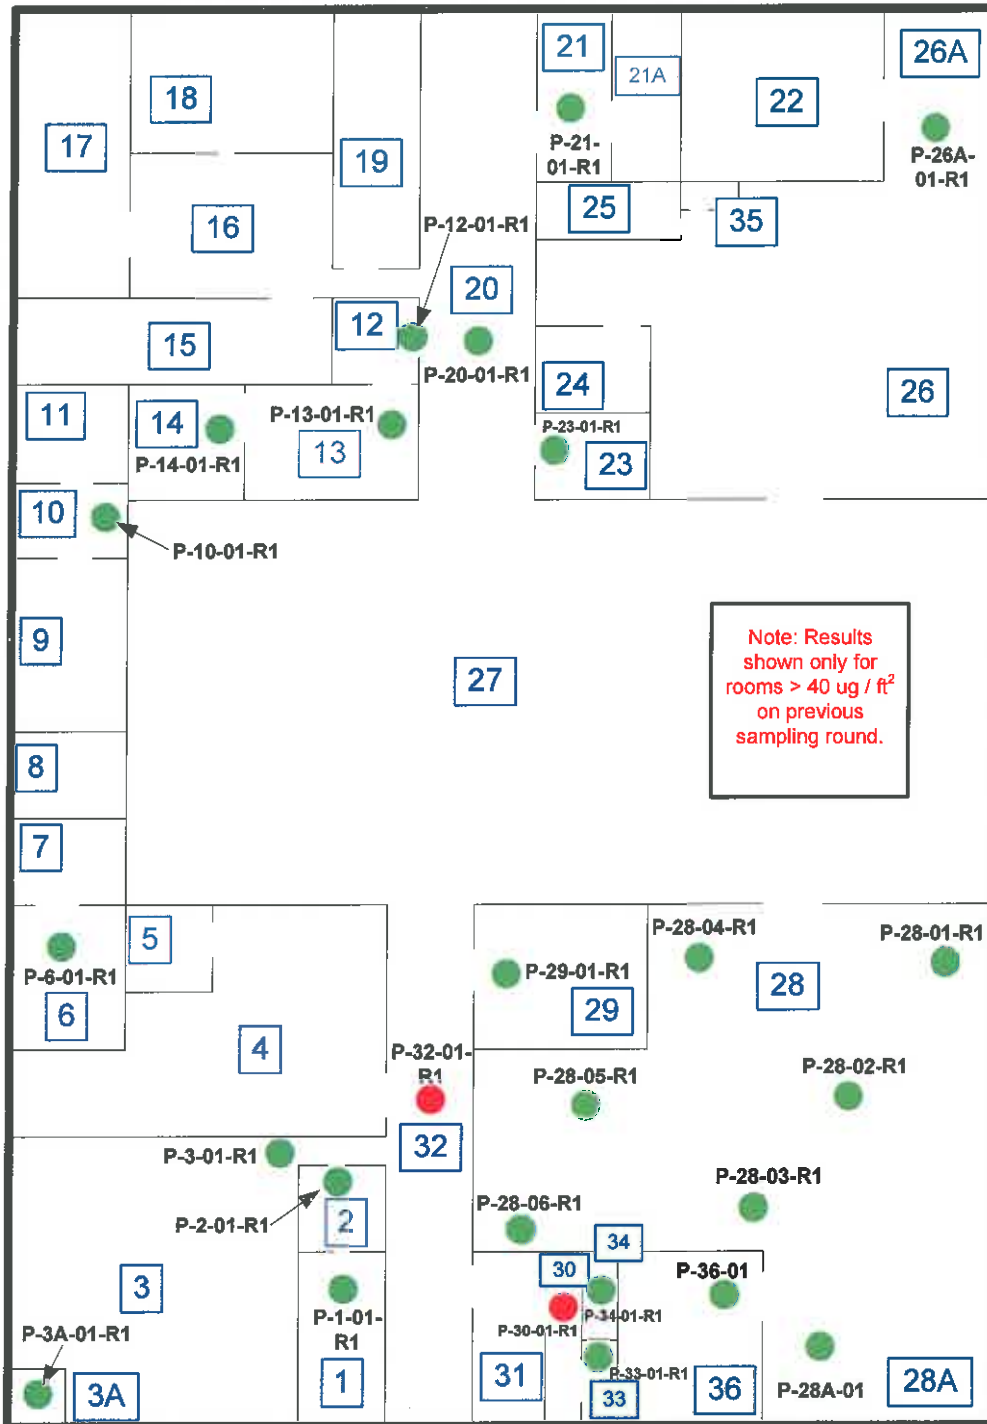 21
26A
21A
18
22
17
19
P-21-
01-R1
P-26A-
01-R1
25
16
35
P-12-01-R1
20
12
15
P-20-01-R1
24
26
11
14
P-13-01-R1
13
P-14-01-R1
P-23-01-R1
23
10
P-10-01-R1
9
27
Note: Results
shown only for
rooms > 40 ug / ft²
on previous
sampling round.
8
7
5
P-6-01-R1
6
P-28-04-R1
P-28-01-R1
P-29-01-R1
29
28
4
P-32-01-
R1
P-28-05-R1
P-28-02-R1
32
P-3-01-R1
P-2-01-R1
2
P-28-03-R1
P-28-06-R1
34
30
3
P-36-01
P-1-01-
R1
P-34-01-R1
P-30-01-R1
P-3A-01-R1
P-33-01-R1
3A
1
31
33
36
P-28A-01
28A